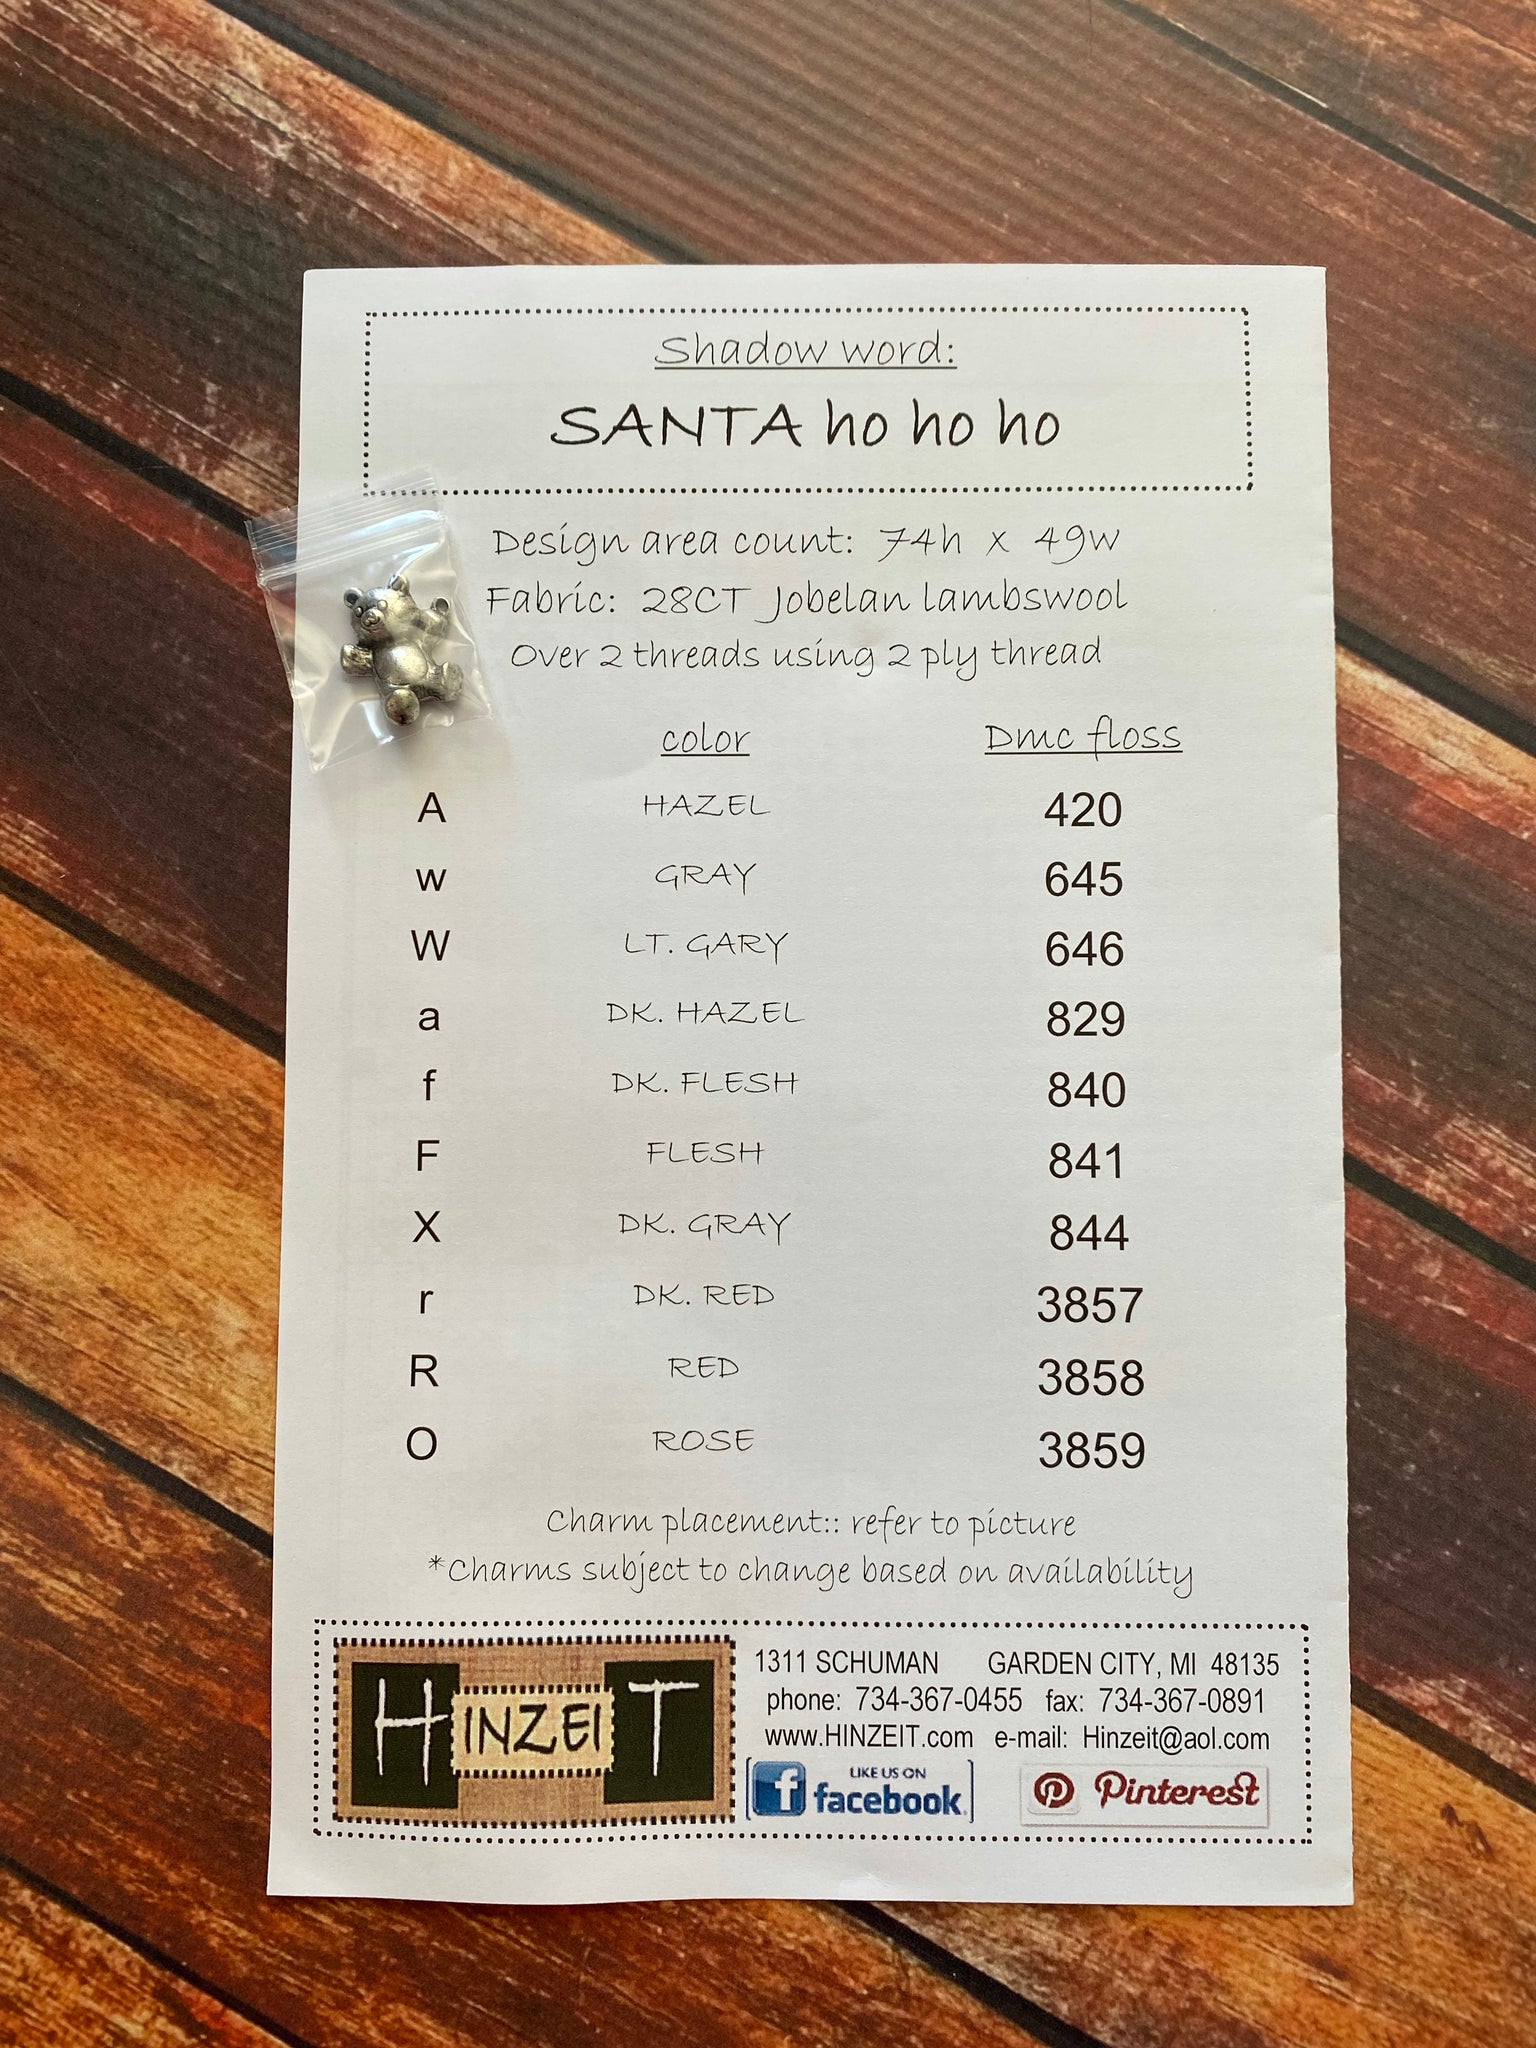 Shadow word:
SANTA ho ho ho
Design area count: 74h x 49w
Fabric: 28CT Jobelan lambswool
Over 2 threads using 2 ply thread
color Dmc floss
A HAZEL 420
w GRAY 645
W LT. GARY 646
a DK. HAZEL 829
f DK. FLESH 840
F FLESH 841
X DK. GRAY 844
r DK. RED 3857
R RED 3858
O ROSE 3859
Charm placement:: refer to picture
*Charms subject to change based on availability
HINZEIT
1311 SCHUMAN GARDEN CITY, MI 48135
phone: 734-367-0455 fax: 734-367-0891
www.HINZEIT.com e-mail: Hinzeit@aol.com
f LIKE US ON
facebook
Pinterest